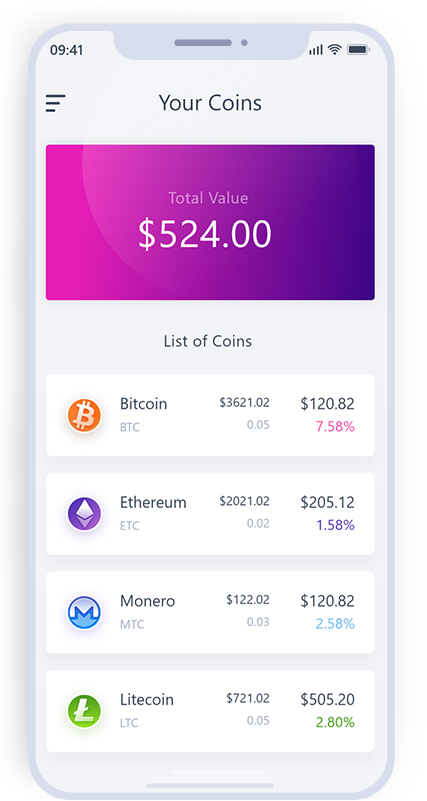 09:41
Your Coins
Total Value
$524.00
List of Coins
Bitcoin $3621.02 $120.82
BTC 0.05 7.58%
Ethereum $2021.02 $205.12
ETC 0.02 1.58%
Monero $122.02 $120.82
MTC 0.03 2.58%
Litecoin $721.02 $505.20
LTC 0.05 2.80%